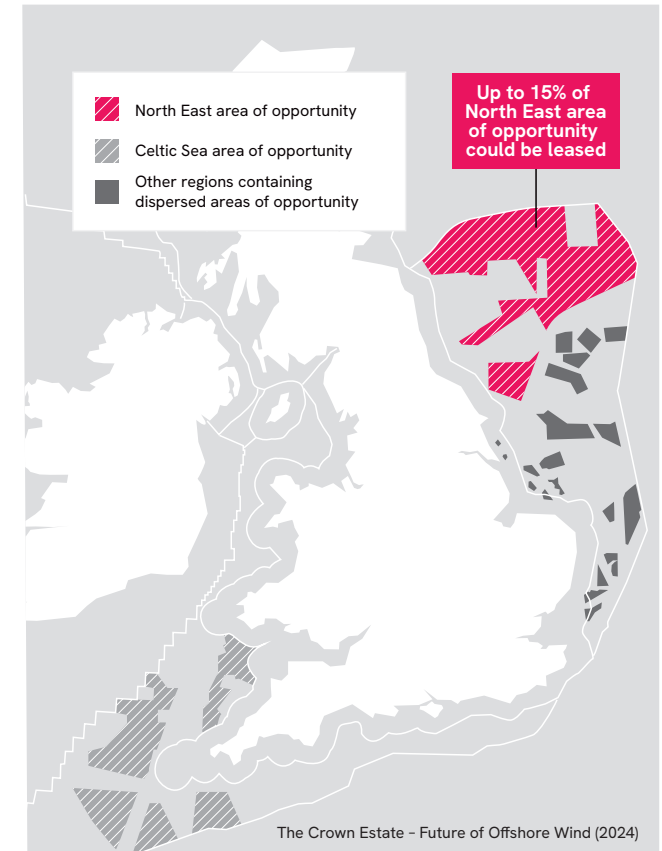 North East area of opportunity
Celtic Sea area of opportunity
Other regions containing
dispersed areas of opportunity
Up to 15% of
North East area
of opportunity
could be leased
The Crown Estate – Future of Offshore Wind (2024)